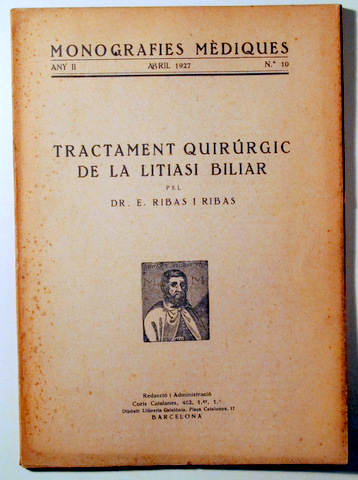 MONOGRAFIES MÈDIQUES
ANY II ABRIL 1927 N.º 10
TRACTAMENT QUIRÚRGIC
DE LA LITIASI BILIAR
PEL
DR. E. RIBAS I RIBAS
M M
Redacció i Administració
Corts Catalanes, 462, 1.er, 1.ª
Dipòsit: Llibreria Catalònia, Plaça Catalunya, 17
BARCELONA